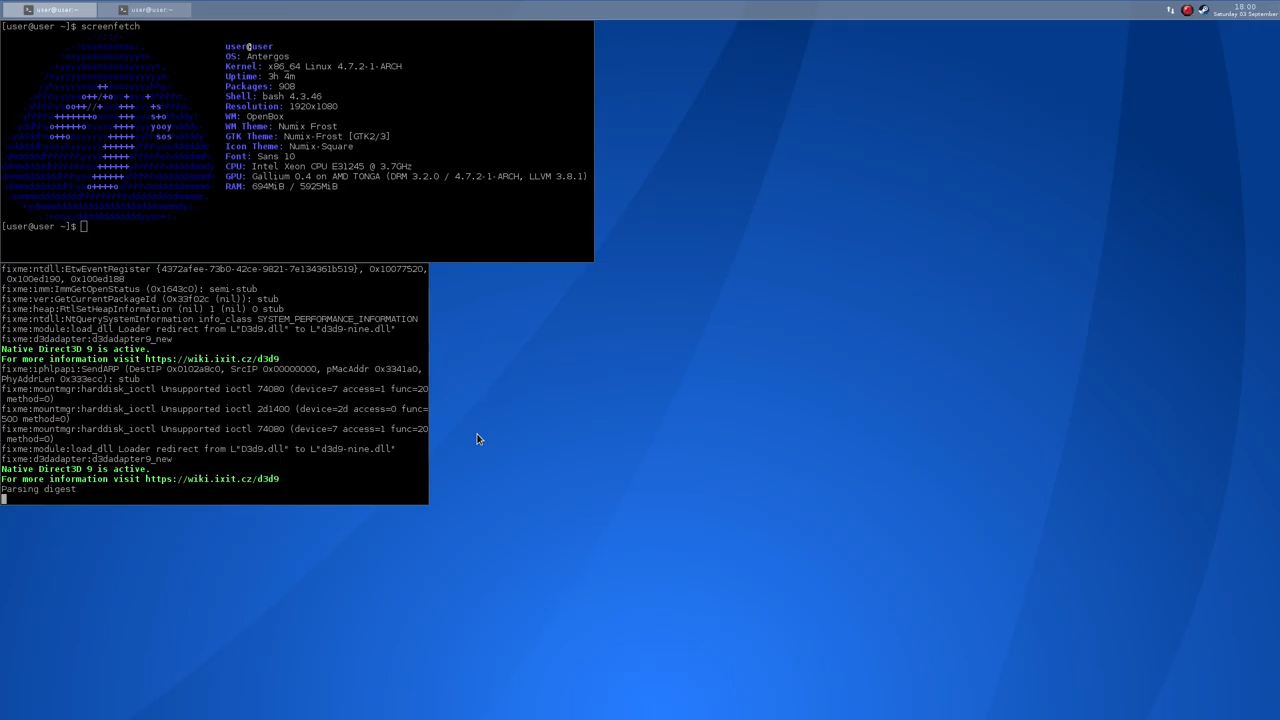 user@user:~
user@user:~
18:00
Saturday 03 September
[user@user ~]$ screenfetch
user@user
OS: Antergos
Kernel: x86_64 Linux 4.7.2-1-ARCH
Uptime: 3h 4m
Packages: 908
Shell: bash 4.3.46
Resolution: 1920x1080
WM: OpenBox
WM Theme: Numix Frost
GTK Theme: Numix-Frost [GTK2/3]
Icon Theme: Numix-Square
Font: Sans 10
CPU: Intel Xeon CPU E31245 @ 3.7GHz
GPU: Gallium 0.4 on AMD TONGA (DRM 3.2.0 / 4.7.2-1-ARCH, LLVM 3.8.1)
RAM: 694MiB / 5925MiB
[user@user ~]$
fixme:ntdll:EtwEventRegister {4372afee-73b0-42ce-9821-7e134361b519}, 0x10077520,
0x100ed190, 0x100ed188
fixme:imm:ImmGetOpenStatus (0x1643c0): semi-stub
fixme:ver:GetCurrentPackageId (0x33f02c (nil)): stub
fixme:heap:RtlSetHeapInformation (nil) 1 (nil) 0 stub
fixme:ntdll:NtQuerySystemInformation info_class SYSTEM_PERFORMANCE_INFORMATION
fixme:module:load_dll Loader redirect from L"D3d9.dll" to L"d3d9-nine.dll"
fixme:d3dadapter:d3dadapter9_new
Native Direct3D 9 is active.
For more information visit https://wiki.ixit.cz/d3d9
fixme:iphlpapi:SendARP (DestIP 0x0102a8c0, SrcIP 0x00000000, pMacAddr 0x3341a0,
PhyAddrLen 0x333ecc): stub
fixme:mountmgr:harddisk_ioctl Unsupported ioctl 74080 (device=7 access=1 func=20
method=0)
fixme:mountmgr:harddisk_ioctl Unsupported ioctl 2d1400 (device=2d access=0 func=
500 method=0)
fixme:mountmgr:harddisk_ioctl Unsupported ioctl 74080 (device=7 access=1 func=20
method=0)
fixme:module:load_dll Loader redirect from L"D3d9.dll" to L"d3d9-nine.dll"
fixme:d3dadapter:d3dadapter9_new
Native Direct3D 9 is active.
For more information visit https://wiki.ixit.cz/d3d9
Parsing digest